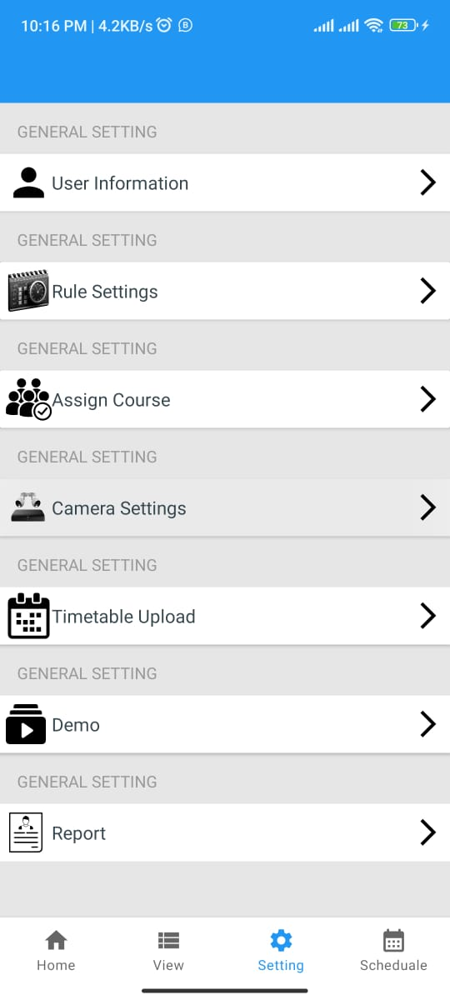 10:16 PM | 4.2KB/s B 73
GENERAL SETTING
User Information
GENERAL SETTING
Rule Settings
GENERAL SETTING
Assign Course
GENERAL SETTING
Camera Settings
GENERAL SETTING
Timetable Upload
GENERAL SETTING
Demo
GENERAL SETTING
Report
Home View Setting Scheduale